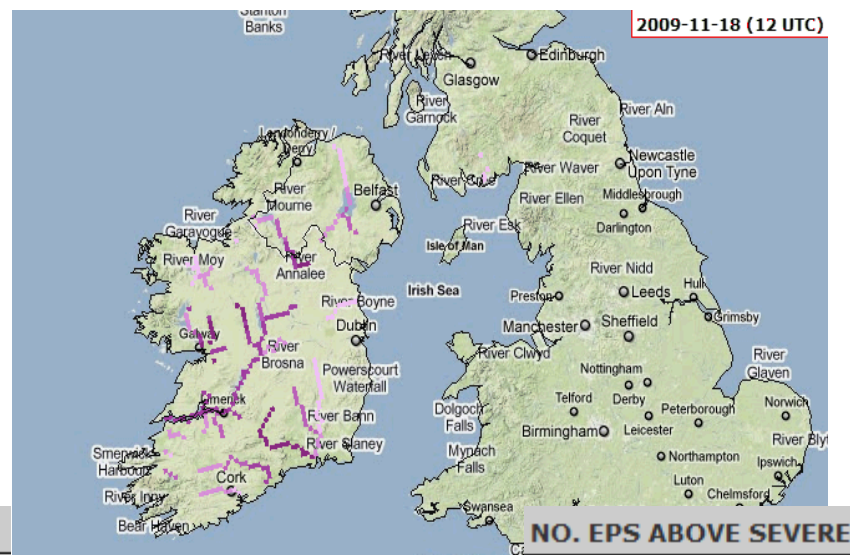 Stanton
Banks
2009-11-18 (12 UTC)
River Leven
Edinburgh
Glasgow
River
Garnock
River Aln
River
Coquet
Londonderry /
Derry
Newcastle
Upon Tyne
River Waver
River Cree
River
Mourne
Belfast
River Ellen
Middlesbrough
Darlington
River
Garavogue
River Esk
Isle of Man
River Moy
River
Annalee
River Nidd
Irish Sea
Leeds
Hull
Preston
River Boyne
Grimsby
Manchester
Sheffield
Dublin
Galway
River
Brosna
River Clwyd
River
Glaven
Nottingham
Powerscourt
Waterfall
Telford
Derby
Norwich
Limerick
Dolgoch
Falls
Peterborough
River Bann
Birmingham
Leicester
River Blyt
River Slaney
Smerwick
Harbour
Mynach
Falls
Northampton
Ipswich
Cork
Luton
Chelmsford
River Inny
Swansea
Bear Haven
NO. EPS ABOVE SEVERE